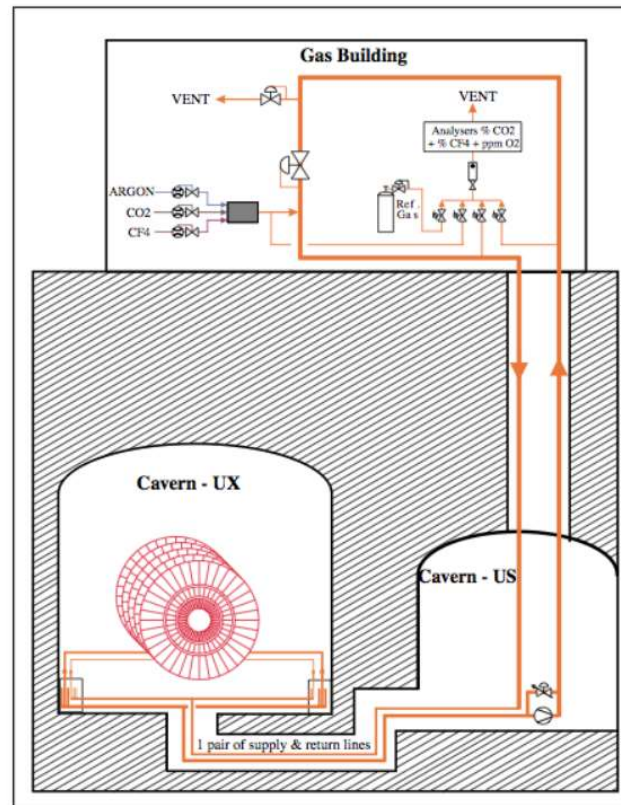 Gas Building
VENT
VENT
Analysers % CO2
+ % CF4 + ppm O2
ARGON
CO2
CF4
Ref.
Gas
Cavern - UX
Cavern - US
1 pair of supply & return lines